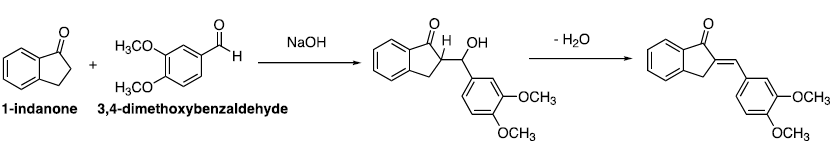 O
H₃CO
O
H
H₃CO
+
1-indanone
3,4-dimethoxybenzaldehyde
NaOH
O
H
OH
OCH₃
OCH₃
- H₂O
O
OCH₃
OCH₃